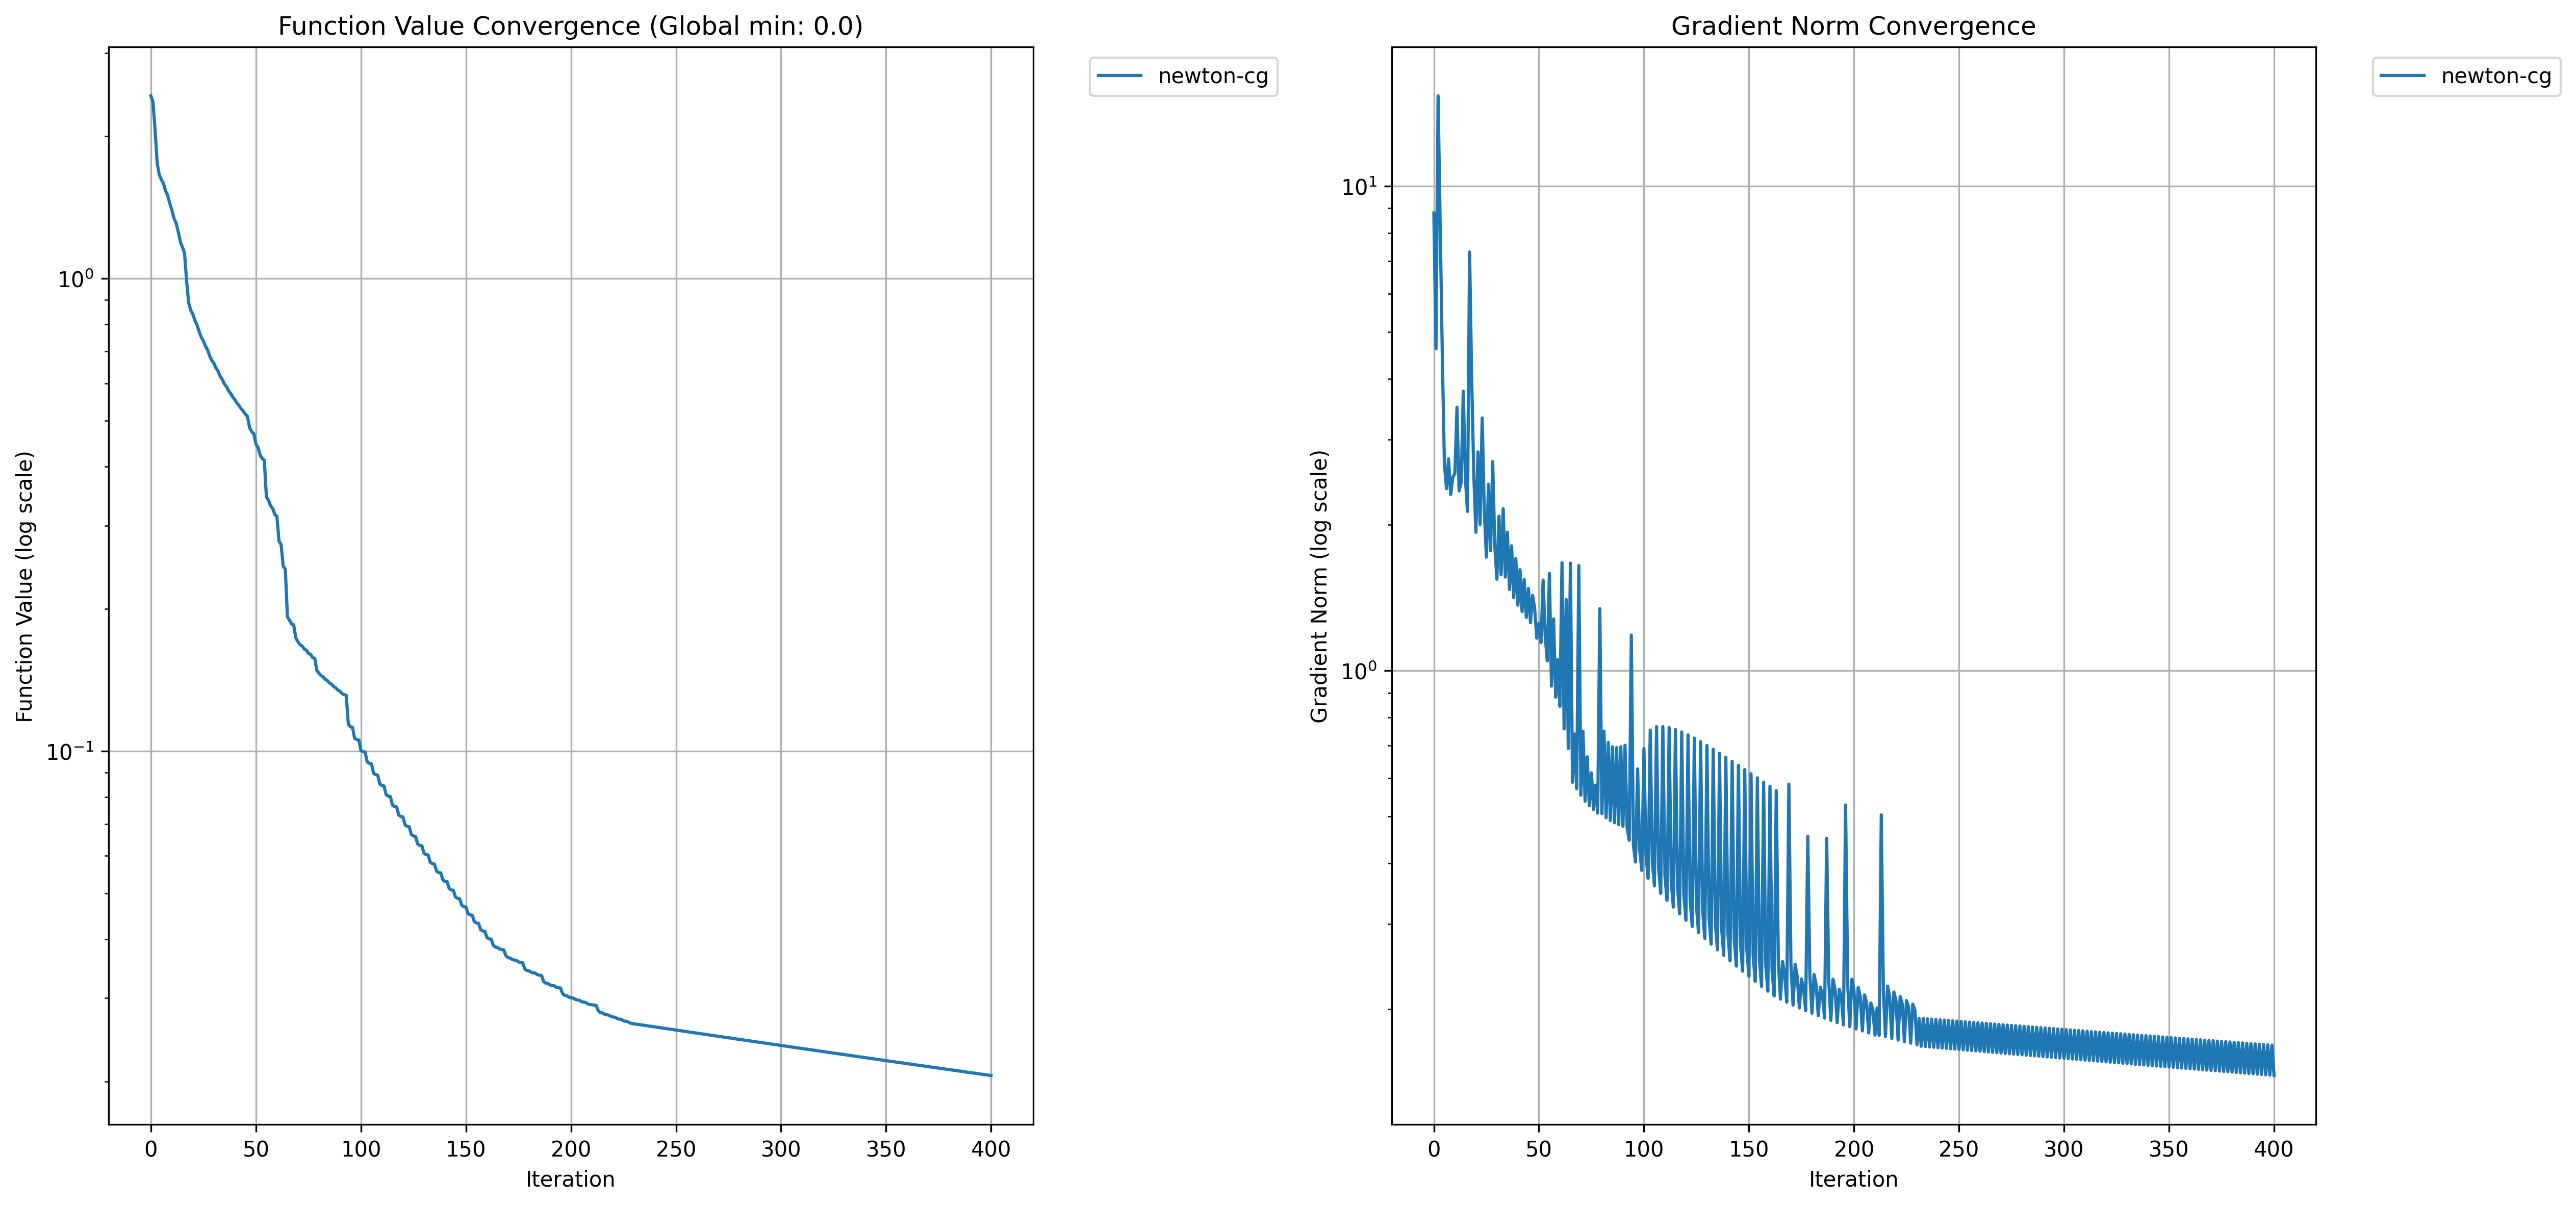 Function Value Convergence (Global min: 0.0)
newton-cg
Function Value (log scale)
10⁰
10⁻¹
0 50 100 150 200 250 300 350 400
Iteration
Gradient Norm Convergence
newton-cg
Gradient Norm (log scale)
10¹
10⁰
0 50 100 150 200 250 300 350 400
Iteration